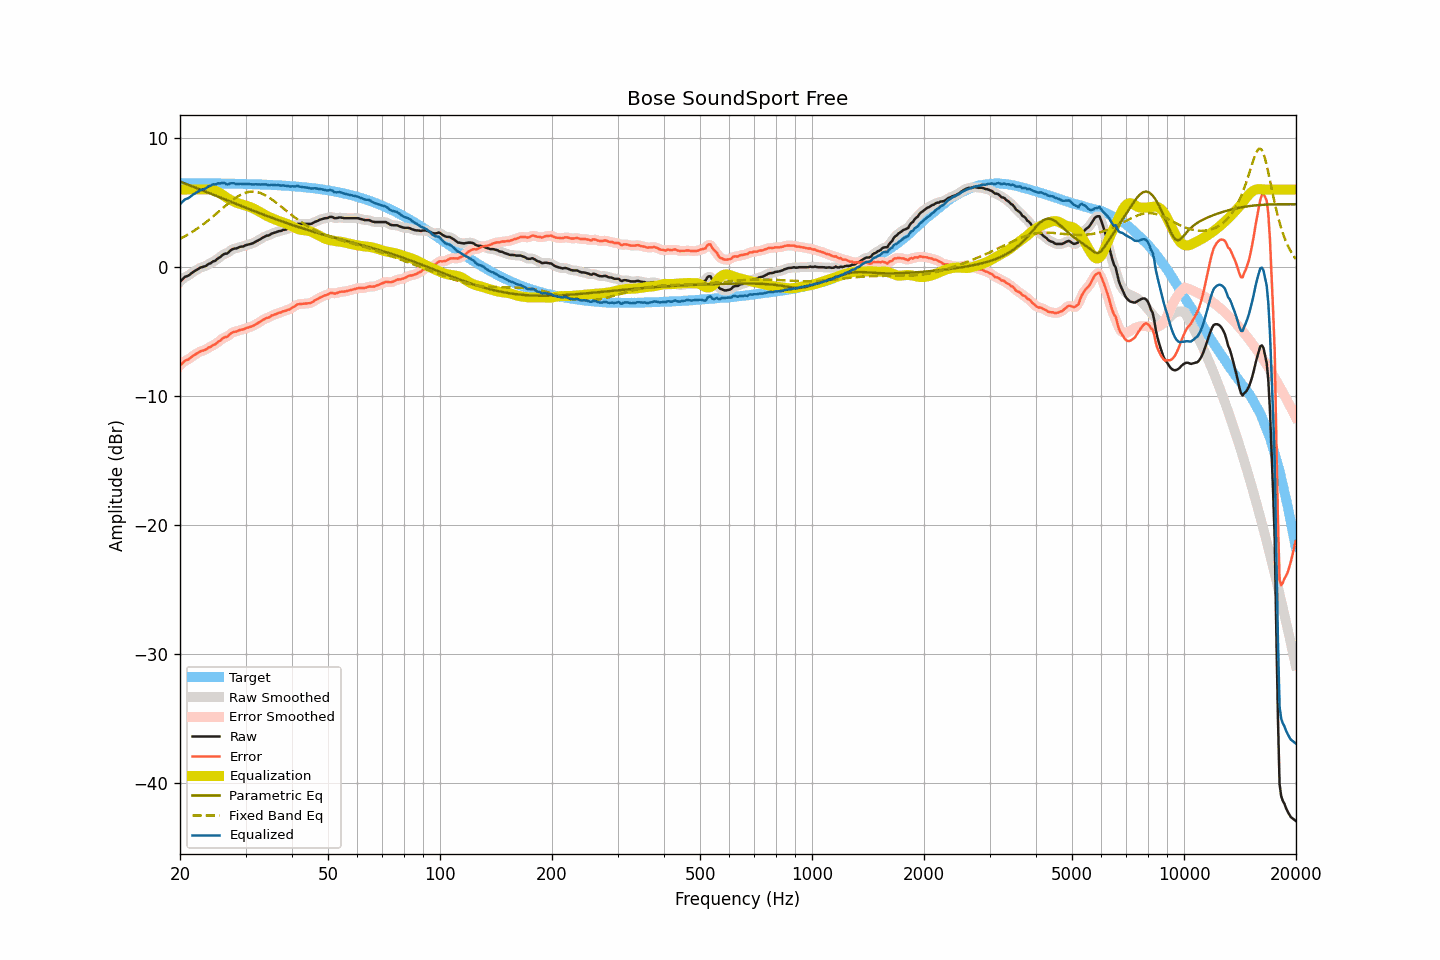 Bose SoundSport Free
10
0
−10
−20
−30
−40
Amplitude (dBr)
Target
Raw Smoothed
Error Smoothed
Raw
Error
Equalization
Parametric Eq
Fixed Band Eq
Equalized
20 50 100 200 500 1000 2000 5000 10000 20000
Frequency (Hz)